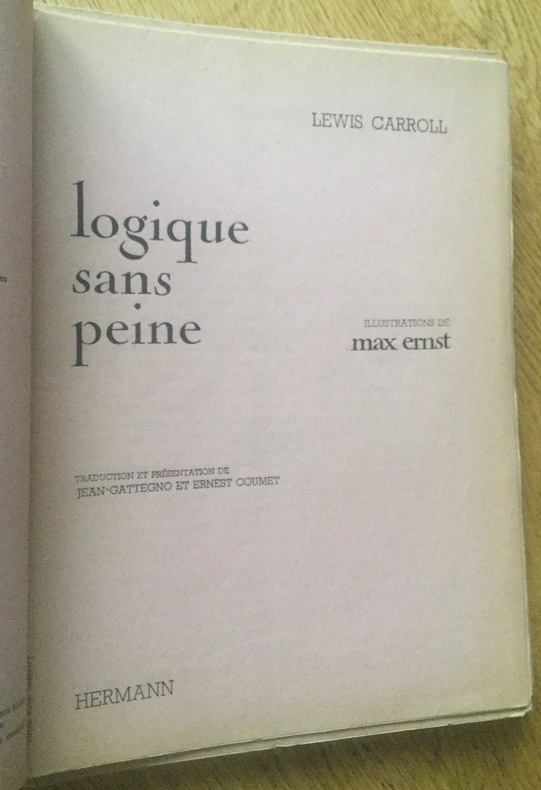 LEWIS CARROLL
logique
sans
peine
ILLUSTRATIONS DE
max ernst
TRADUCTION ET PRÉSENTATION DE
JEAN GATTEGNO ET ERNEST COUMET
HERMANN